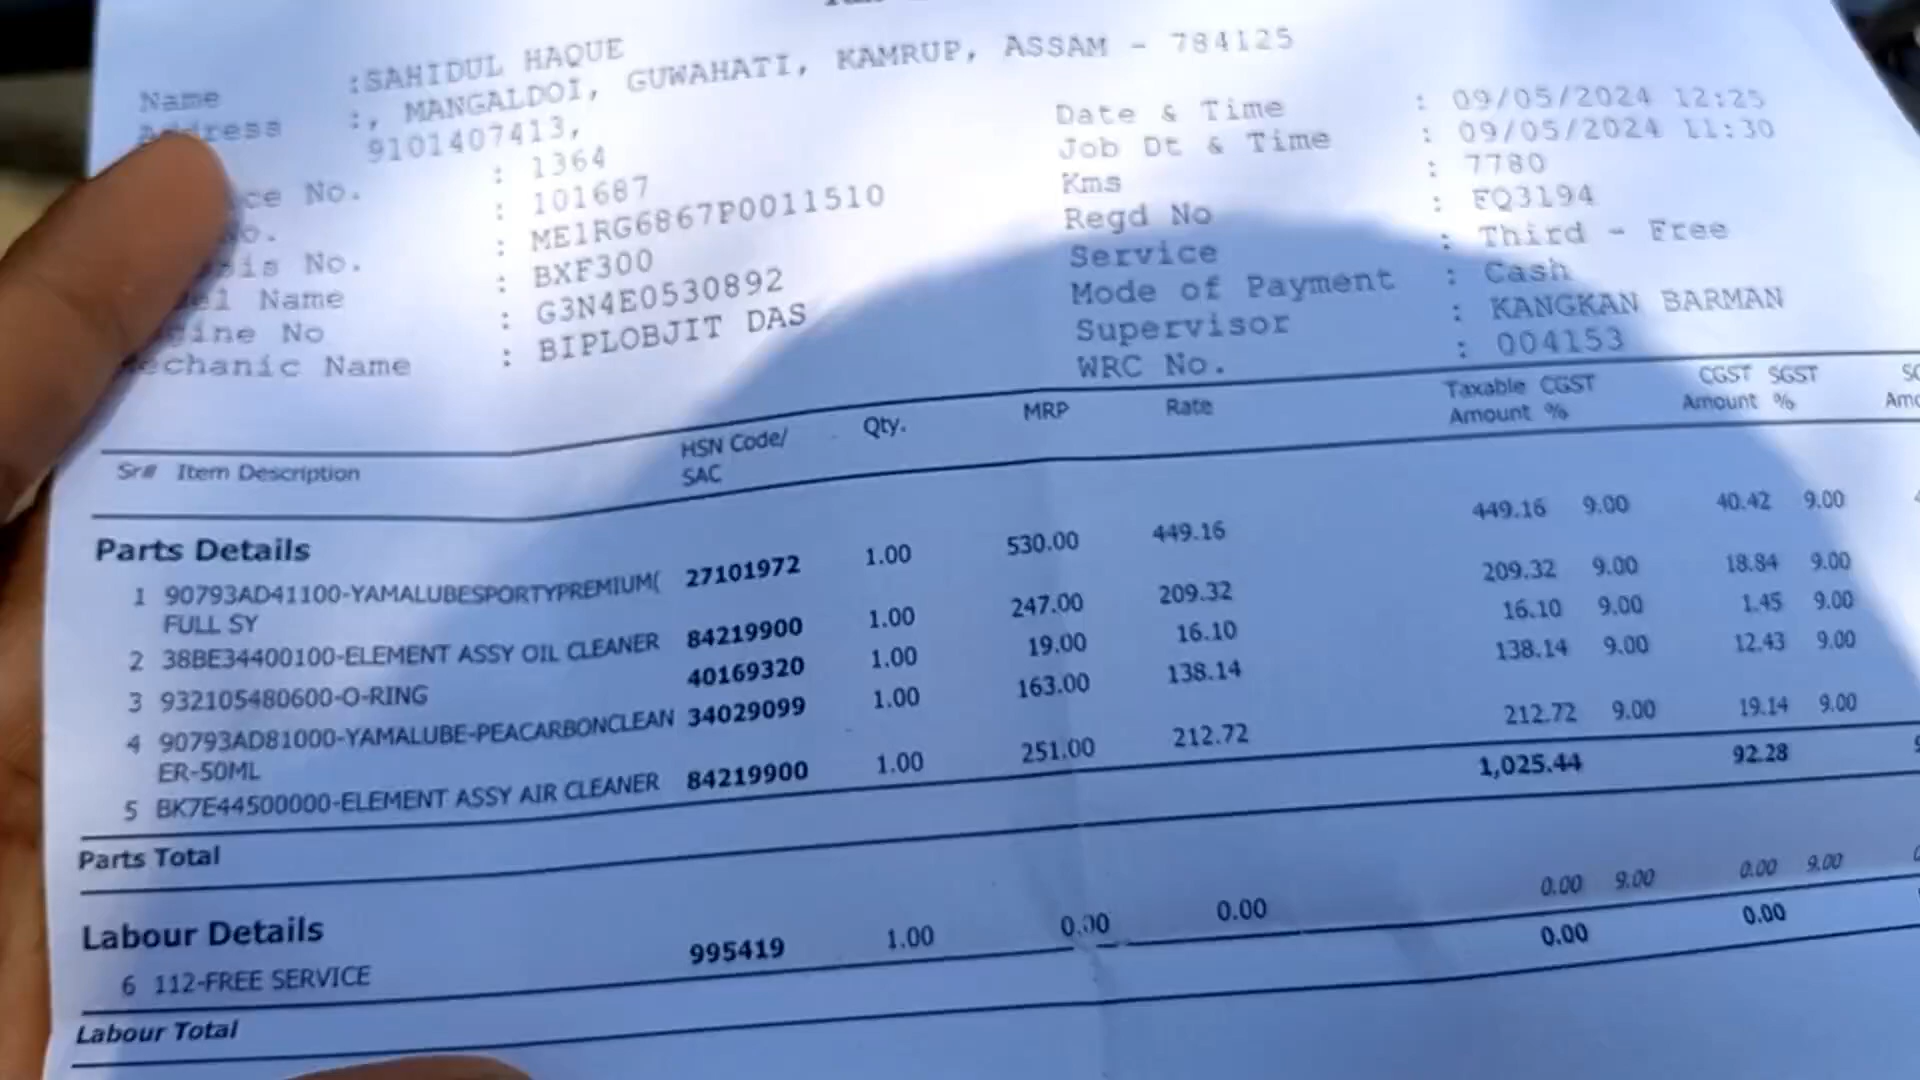 Name :SAHIDUL HAQUE
Address :, MANGALDOI, GUWAHATI, KAMRUP, ASSAM - 784125
9101407413,
ce No. : 1364
No. : 101687
sis No. : ME1RG6867P0011510
el Name : BXF300
gine No : G3N4E0530892
echanic Name : BIPLOBJIT DAS
Date & Time : 09/05/2024 12:25
Job Dt & Time : 09/05/2024 11:30
Kms : 7780
Regd No : FQ3194
Service : Third - Free
Mode of Payment : Cash
Supervisor : KANGKAN BARMAN
WRC No. : 004153
Sr# Item Description HSN Code/ SAC Qty. MRP Rate Taxable Amount CGST % CGST Amount SGST %
Parts Details
1 90793AD41100-YAMALUBESPORTYPREMIUM( 27101972 1.00 530.00 449.16 449.16 9.00 40.42 9.00
FULL SY
2 38BE34400100-ELEMENT ASSY OIL CLEANER 84219900 1.00 247.00 209.32 209.32 9.00 18.84 9.00
3 932105480600-O-RING 40169320 1.00 19.00 16.10 16.10 9.00 1.45 9.00
4 90793AD81000-YAMALUBE-PEACARBONCLEAN 34029099 1.00 163.00 138.14 138.14 9.00 12.43 9.00
ER-50ML
5 BK7E44500000-ELEMENT ASSY AIR CLEANER 84219900 1.00 251.00 212.72 212.72 9.00 19.14 9.00
Parts Total 1,025.44 92.28
Labour Details
6 112-FREE SERVICE 995419 1.00 0.00 0.00 0.00 9.00 0.00 9.00
Labour Total 0.00 0.00